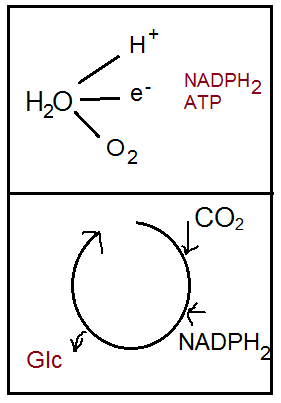 H⁺
H₂O
e⁻
NADPH₂
ATP
O₂
CO₂
NADPH₂
Glc